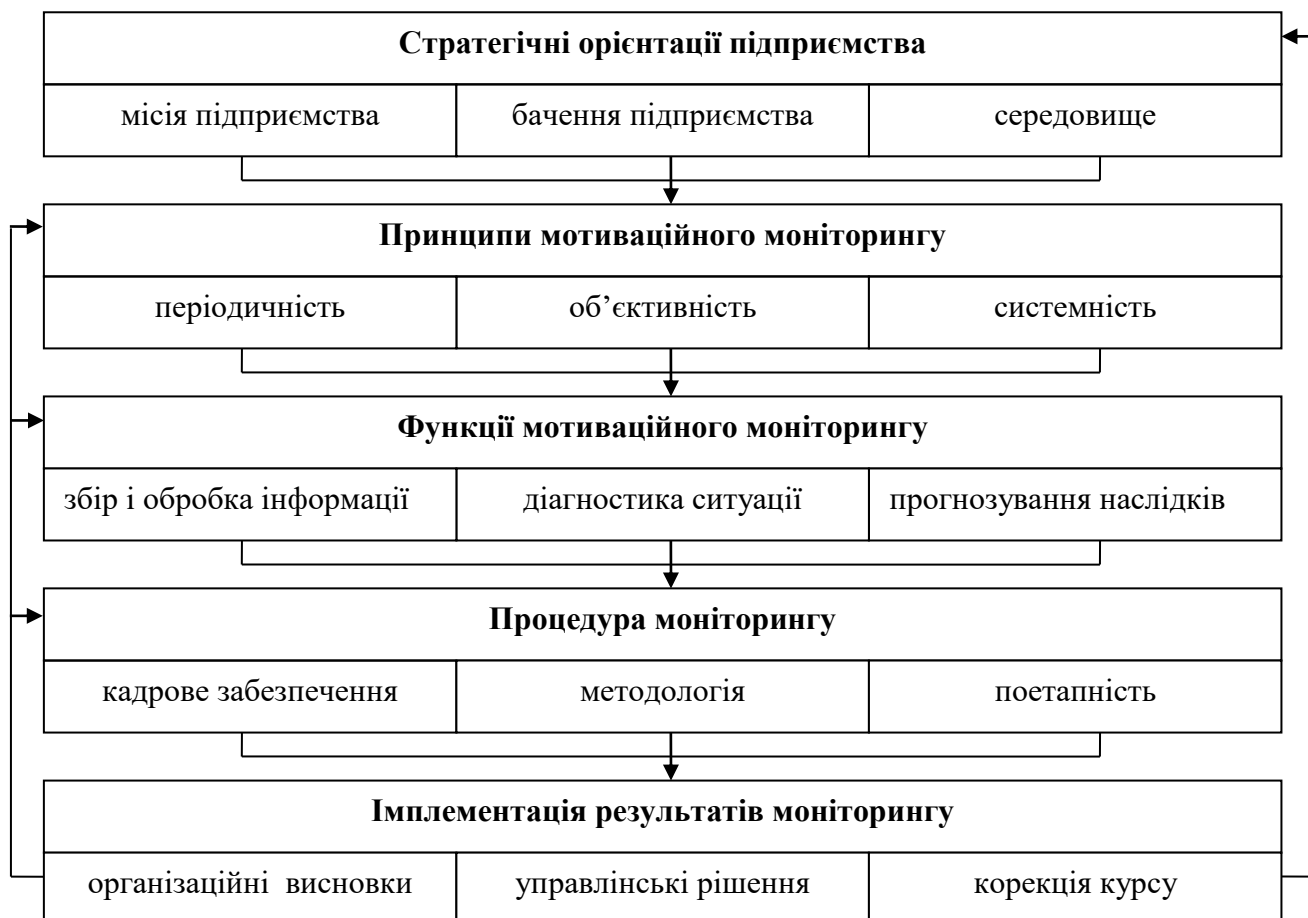 Стратегічні орієнтації підприємства
місія підприємства
бачення підприємства
середовище
Принципи мотиваційного моніторингу
періодичність
об’єктивність
системність
Функції мотиваційного моніторингу
збір і обробка інформації
діагностика ситуації
прогнозування наслідків
Процедура моніторингу
кадрове забезпечення
методологія
поетапність
Імплементація результатів моніторингу
організаційні висновки
управлінські рішення
корекція курсу